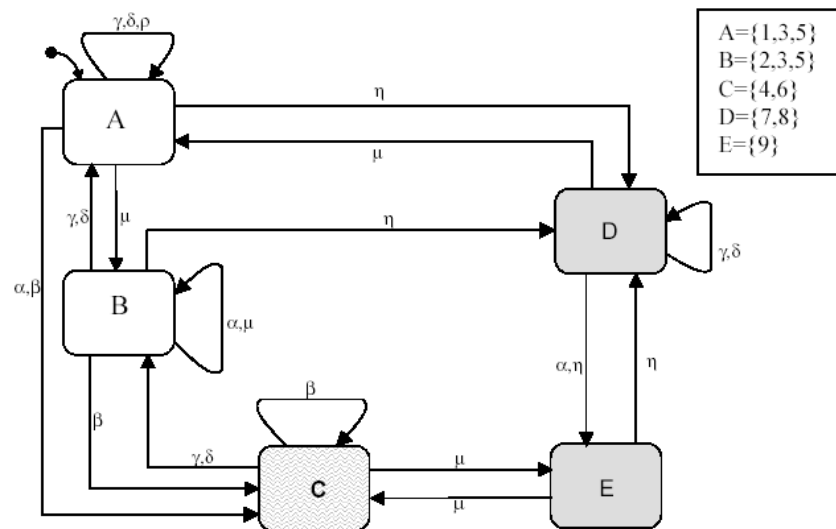 γ,δ,ρ
A={1,3,5}
B={2,3,5}
C={4,6}
D={7,8}
E={9}
A
η
μ
γ,δ
μ
η
D
γ,δ
α,β
B
α,μ
α,η
η
β
β
γ,δ
C
μ
μ
E